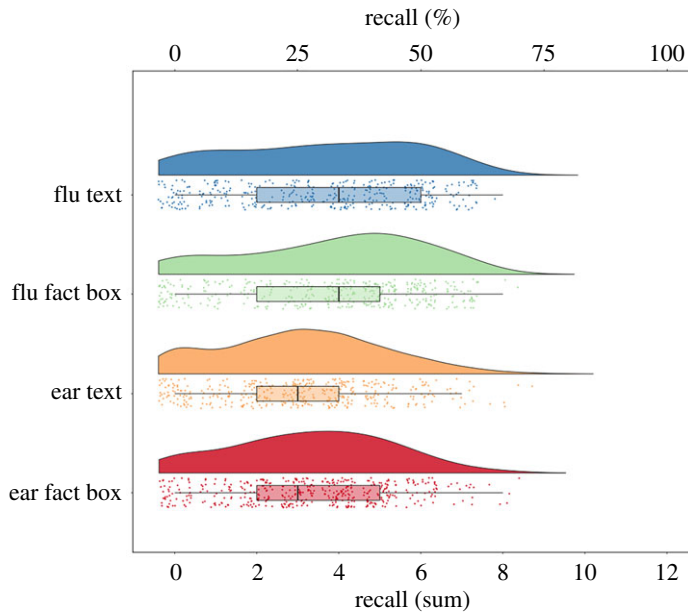 recall (%)
0 25 50 75 100
flu text
flu fact box
ear text
ear fact box
0 2 4 6 8 10 12
recall (sum)